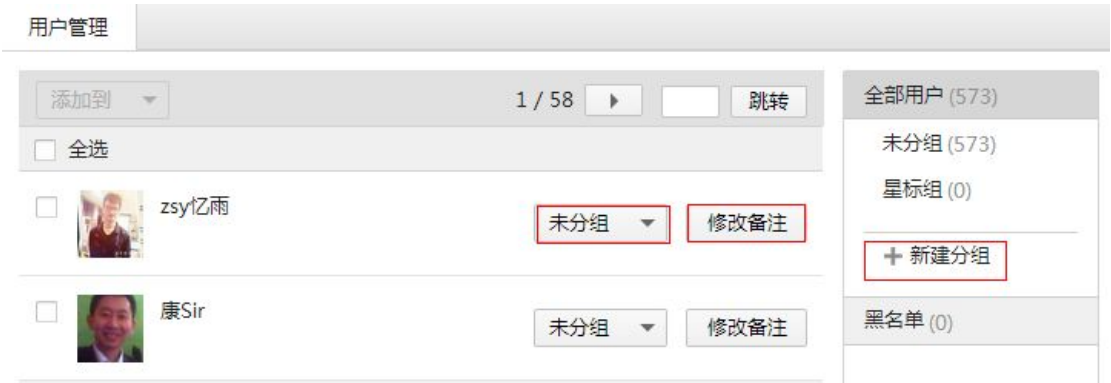 用户管理
添加到
1 / 58
跳转
全选
zsy忆雨
未分组
修改备注
康Sir
未分组
修改备注
全部用户 (573)
未分组 (573)
星标组 (0)
新建分组
黑名单 (0)